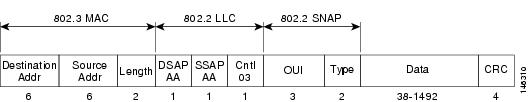 802.3 MAC 802.2 LLC 802.2 SNAP
Destination Addr Source Addr Length DSAP AA SSAP AA Cntl 03 OUI Type Data CRC
6 6 2 1 1 1 3 2 38-1492 4
146319